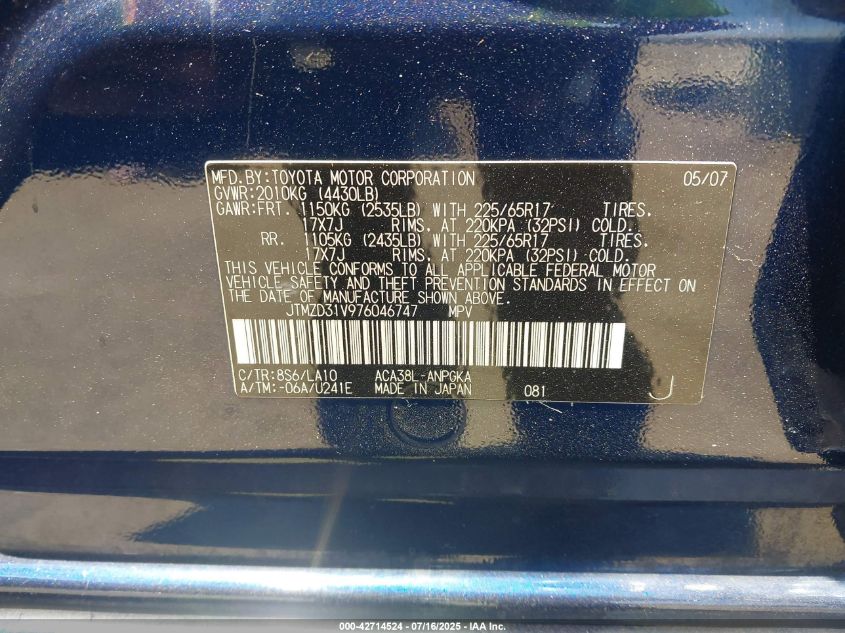 MFD.BY:TOYOTA MOTOR CORPORATION 05/07
GVWR:2010KG (4430LB)
GAWR:FRT. 1150KG (2535LB) WITH 225/65R17 TIRES.
17X7J RIMS. AT 220KPA (32PSI) COLD.
RR. 1105KG (2435LB) WITH 225/65R17 TIRES.
17X7J RIMS. AT 220KPA (32PSI) COLD.
THIS VEHICLE CONFORMS TO ALL APPLICABLE FEDERAL MOTOR
VEHICLE SAFETY AND THEFT PREVENTION STANDARDS IN EFFECT ON
THE DATE OF MANUFACTURE SHOWN ABOVE.
JTMZD31V976046747 MPV
C/TR:8S6/LA10 ACA38L-ANPGKA
A/TM:-06A/U241E MADE IN JAPAN 081 J
000-42714524 - 07/16/2025 - IAA Inc.